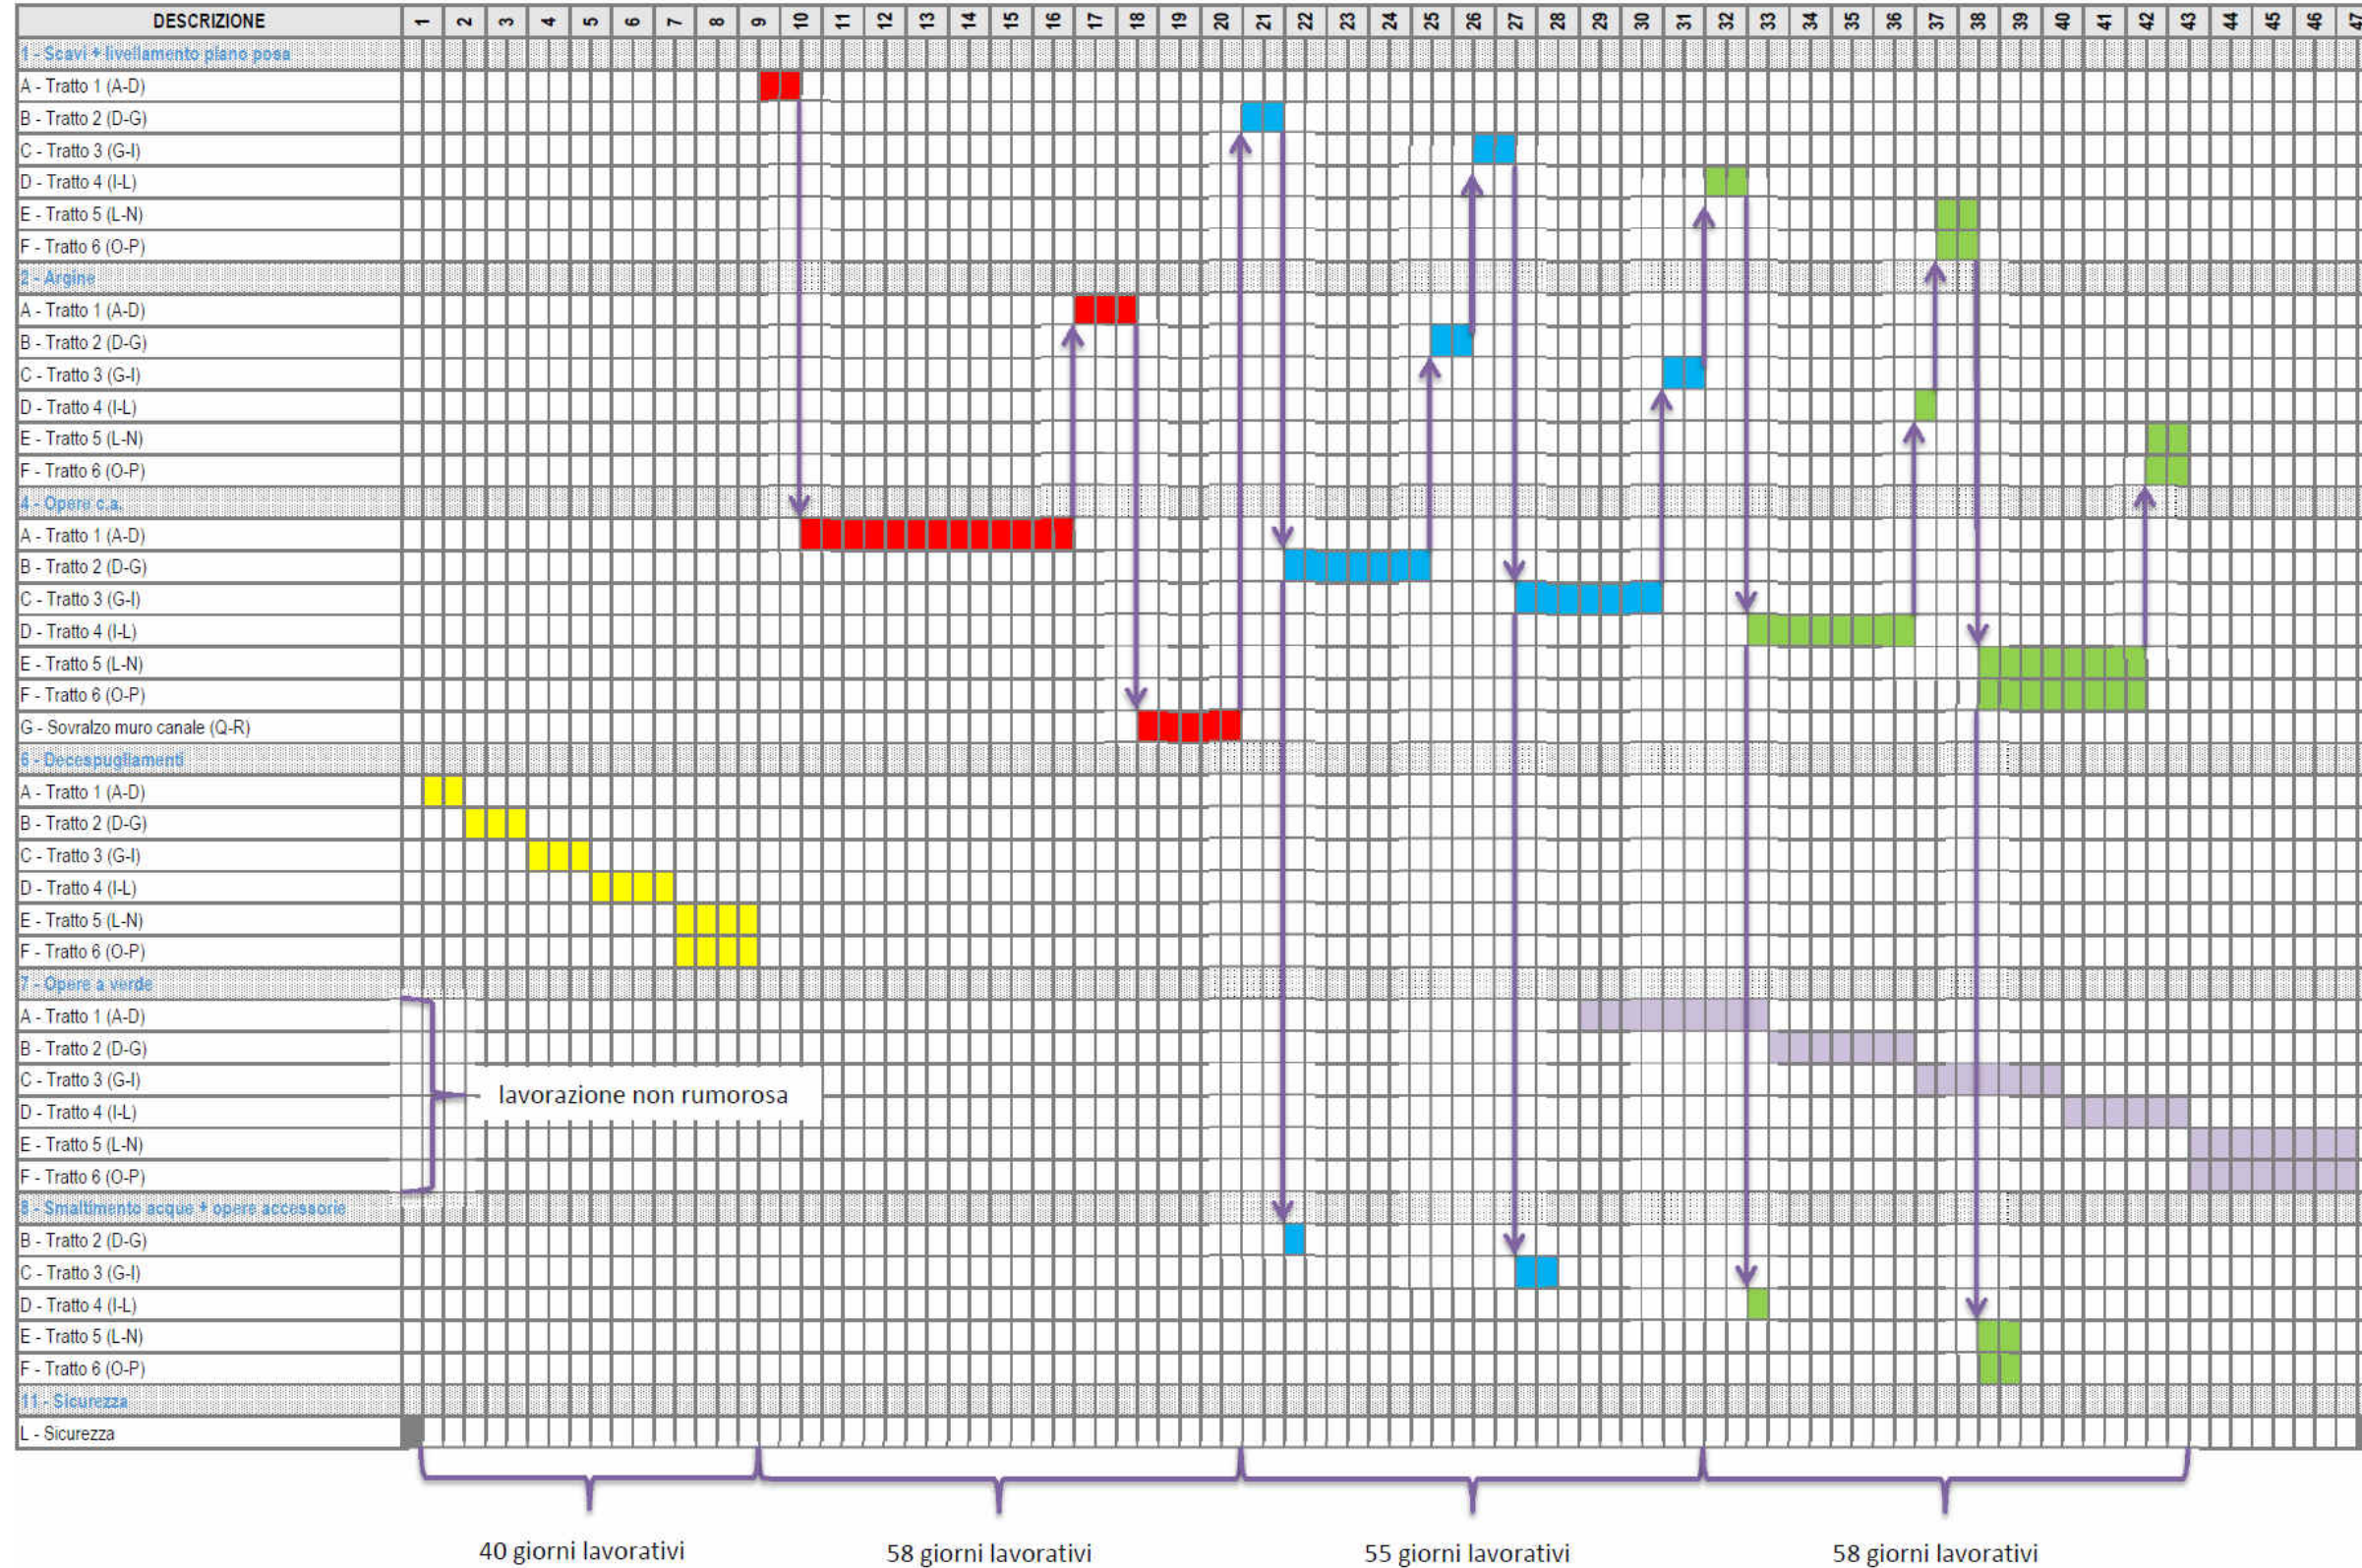 DESCRIZIONE 1 2 3 4 5 6 7 8 9 10 11 12 13 14 15 16 17 18 19 20 21 22 23 24 25 26 27 28 29 30 31 32 33 34 35 36 37 38 39 40 41 42 43 44 45 46 47
1 - Scavi + livellamento piano posa
A - Tratto 1 (A-D)
B - Tratto 2 (D-G)
C - Tratto 3 (G-I)
D - Tratto 4 (I-L)
E - Tratto 5 (L-N)
F - Tratto 6 (O-P)
2 - Argine
A - Tratto 1 (A-D)
B - Tratto 2 (D-G)
C - Tratto 3 (G-I)
D - Tratto 4 (I-L)
E - Tratto 5 (L-N)
F - Tratto 6 (O-P)
4 - Opere c.a.
A - Tratto 1 (A-D)
B - Tratto 2 (D-G)
C - Tratto 3 (G-I)
D - Tratto 4 (I-L)
E - Tratto 5 (L-N)
F - Tratto 6 (O-P)
G - Sovralzo muro canale (Q-R)
6 - Decespugliamenti
A - Tratto 1 (A-D)
B - Tratto 2 (D-G)
C - Tratto 3 (G-I)
D - Tratto 4 (I-L)
E - Tratto 5 (L-N)
F - Tratto 6 (O-P)
7 - Opere a verde
A - Tratto 1 (A-D)
B - Tratto 2 (D-G)
C - Tratto 3 (G-I)
lavorazione non rumorosa
D - Tratto 4 (I-L)
E - Tratto 5 (L-N)
F - Tratto 6 (O-P)
8 - Smaltimento acque + opere accessorie
B - Tratto 2 (D-G)
C - Tratto 3 (G-I)
D - Tratto 4 (I-L)
E - Tratto 5 (L-N)
F - Tratto 6 (O-P)
11 - Sicurezza
L - Sicurezza
40 giorni lavorativi 58 giorni lavorativi 55 giorni lavorativi 58 giorni lavorativi